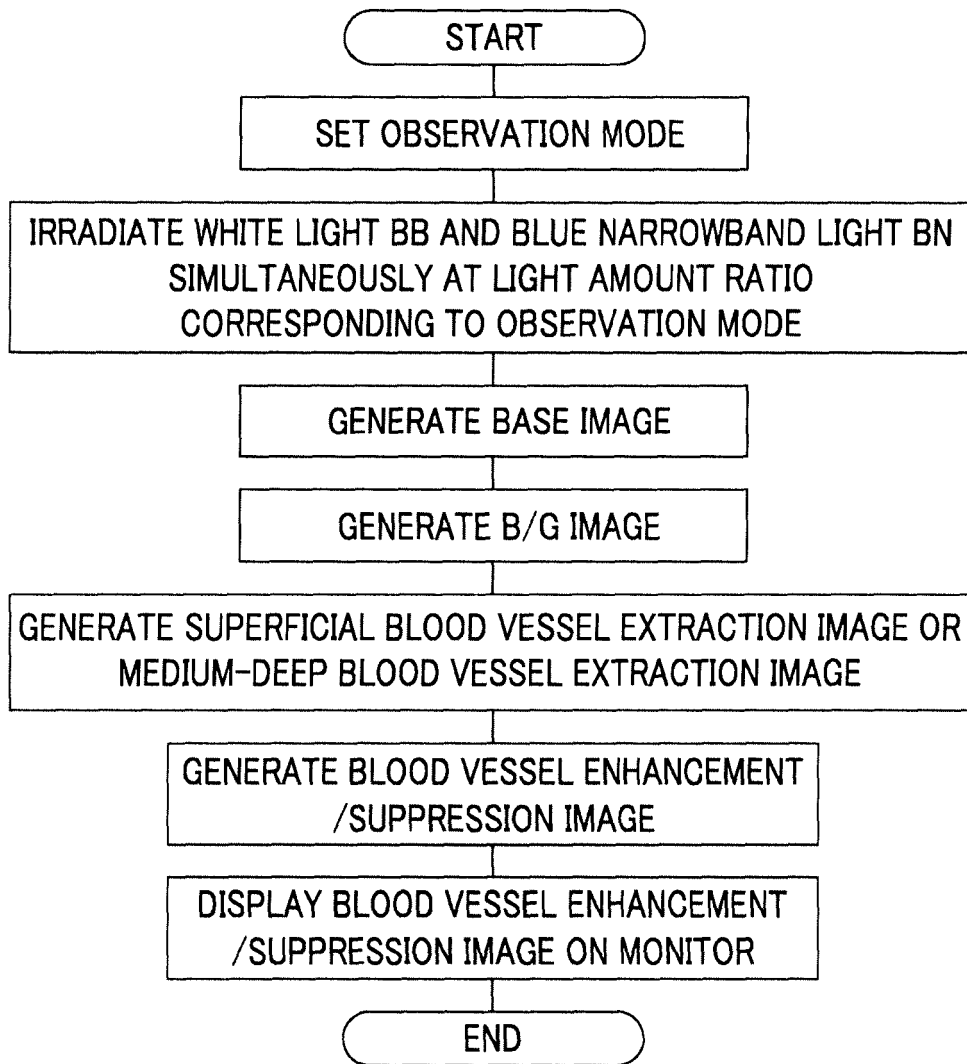 START
SET OBSERVATION MODE
IRRADIATE WHITE LIGHT BB AND BLUE NARROWBAND LIGHT BN
SIMULTANEOUSLY AT LIGHT AMOUNT RATIO
CORRESPONDING TO OBSERVATION MODE
GENERATE BASE IMAGE
GENERATE B/G IMAGE
GENERATE SUPERFICIAL BLOOD VESSEL EXTRACTION IMAGE OR
MEDIUM-DEEP BLOOD VESSEL EXTRACTION IMAGE
GENERATE BLOOD VESSEL ENHANCEMENT
/SUPPRESSION IMAGE
DISPLAY BLOOD VESSEL ENHANCEMENT
/SUPPRESSION IMAGE ON MONITOR
END